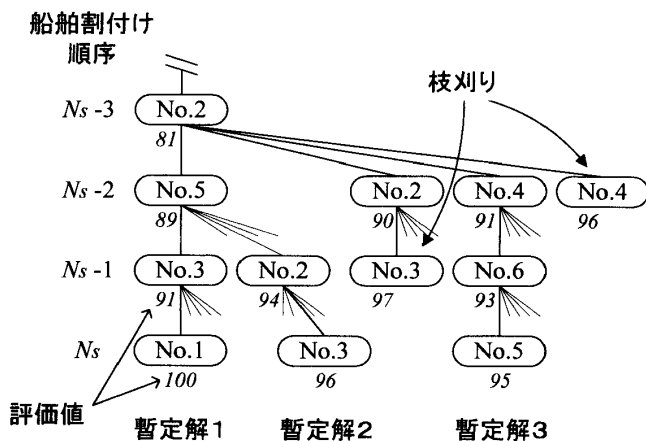 船舶割付け
順序
枝刈り
Ns -3 No.2
81
Ns -2 No.5 No.2 No.4 No.4
89 90 91 96
Ns -1 No.3 No.2 No.3 No.6
91 94 97 93
Ns No.1 No.3 No.5
100 96 95
評価値
暫定解1 暫定解2 暫定解3